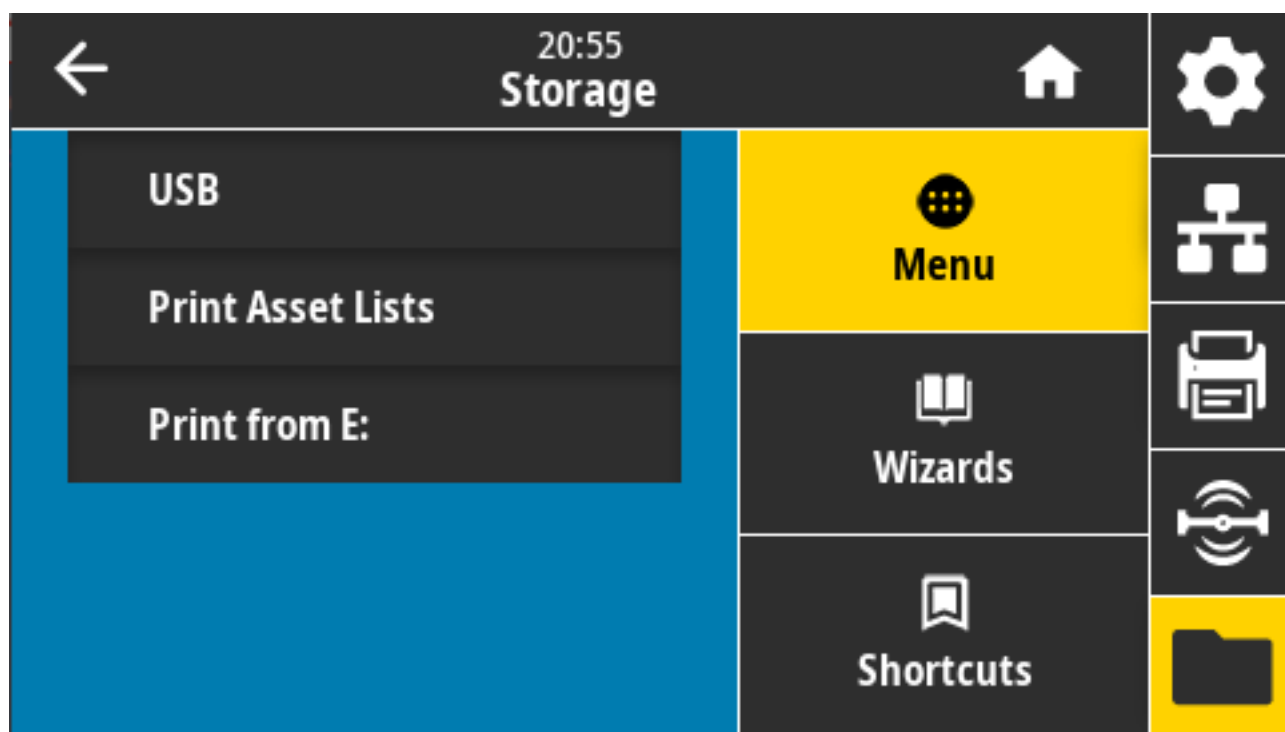 20:55
Storage
USB
Print Asset Lists
Print from E:
Menu
Wizards
Shortcuts